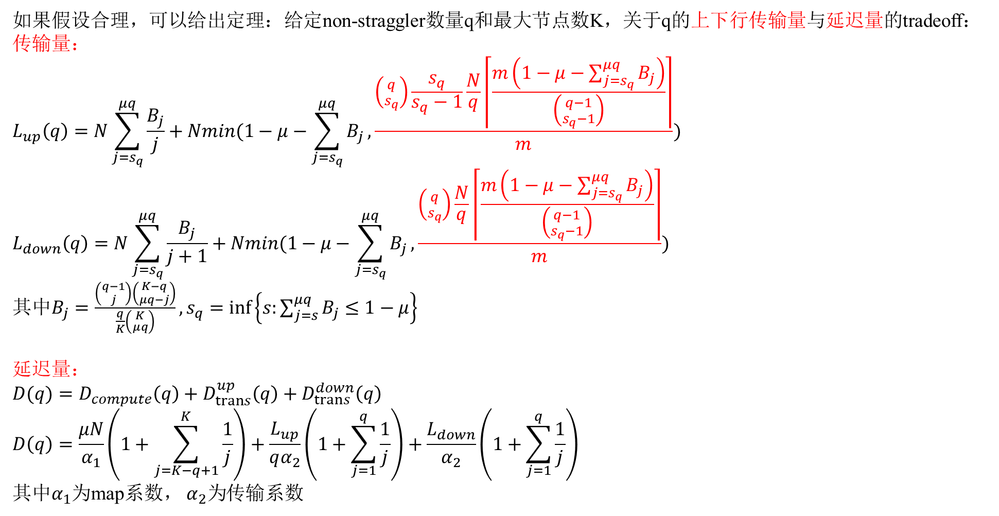 如果假设合理，可以给出定理：给定non-straggler数量q和最大节点数K，关于q的上下行传输量与延迟量的tradeoff：
传输量：
$L_{up}(q) = N\sum_{j=s_q}^{\mu q}\frac{B_j}{j} + Nmin(1-\mu-\sum_{j=s_q}^{\mu q}B_j, \frac{\binom{q}{s_q}\frac{s_q}{s_q-1}\frac{N}{q}\left\lceil\frac{m\left(1-\mu-\sum_{j=s_q}^{\mu q}B_j\right)}{\binom{q-1}{s_q-1}}\right\rceil}{m})$
$L_{down}(q) = N\sum_{j=s_q}^{\mu q}\frac{B_j}{j+1} + Nmin(1-\mu-\sum_{j=s_q}^{\mu q}B_j, \frac{\binom{q}{s_q}\frac{N}{q}\left\lceil\frac{m\left(1-\mu-\sum_{j=s_q}^{\mu q}B_j\right)}{\binom{q-1}{s_q-1}}\right\rceil}{m})$
其中$B_j = \frac{\binom{q-1}{j}\binom{K-q}{\mu q-j}}{\frac{q}{K}\binom{K}{\mu q}}, s_q = \inf\left\{s: \sum_{j=s}^{\mu q}B_j \le 1-\mu\right\}$
延迟量：
$D(q) = D_{compute}(q) + D_{trans}^{up}(q) + D_{trans}^{down}(q)$
$D(q) = \frac{\mu N}{\alpha_1}\left(1+\sum_{j=K-q+1}^{K}\frac{1}{j}\right) + \frac{L_{up}}{q\alpha_2}\left(1+\sum_{j=1}^{q}\frac{1}{j}\right) + \frac{L_{down}}{\alpha_2}\left(1+\sum_{j=1}^{q}\frac{1}{j}\right)$
其中$\alpha_1$为map系数， $\alpha_2$为传输系数